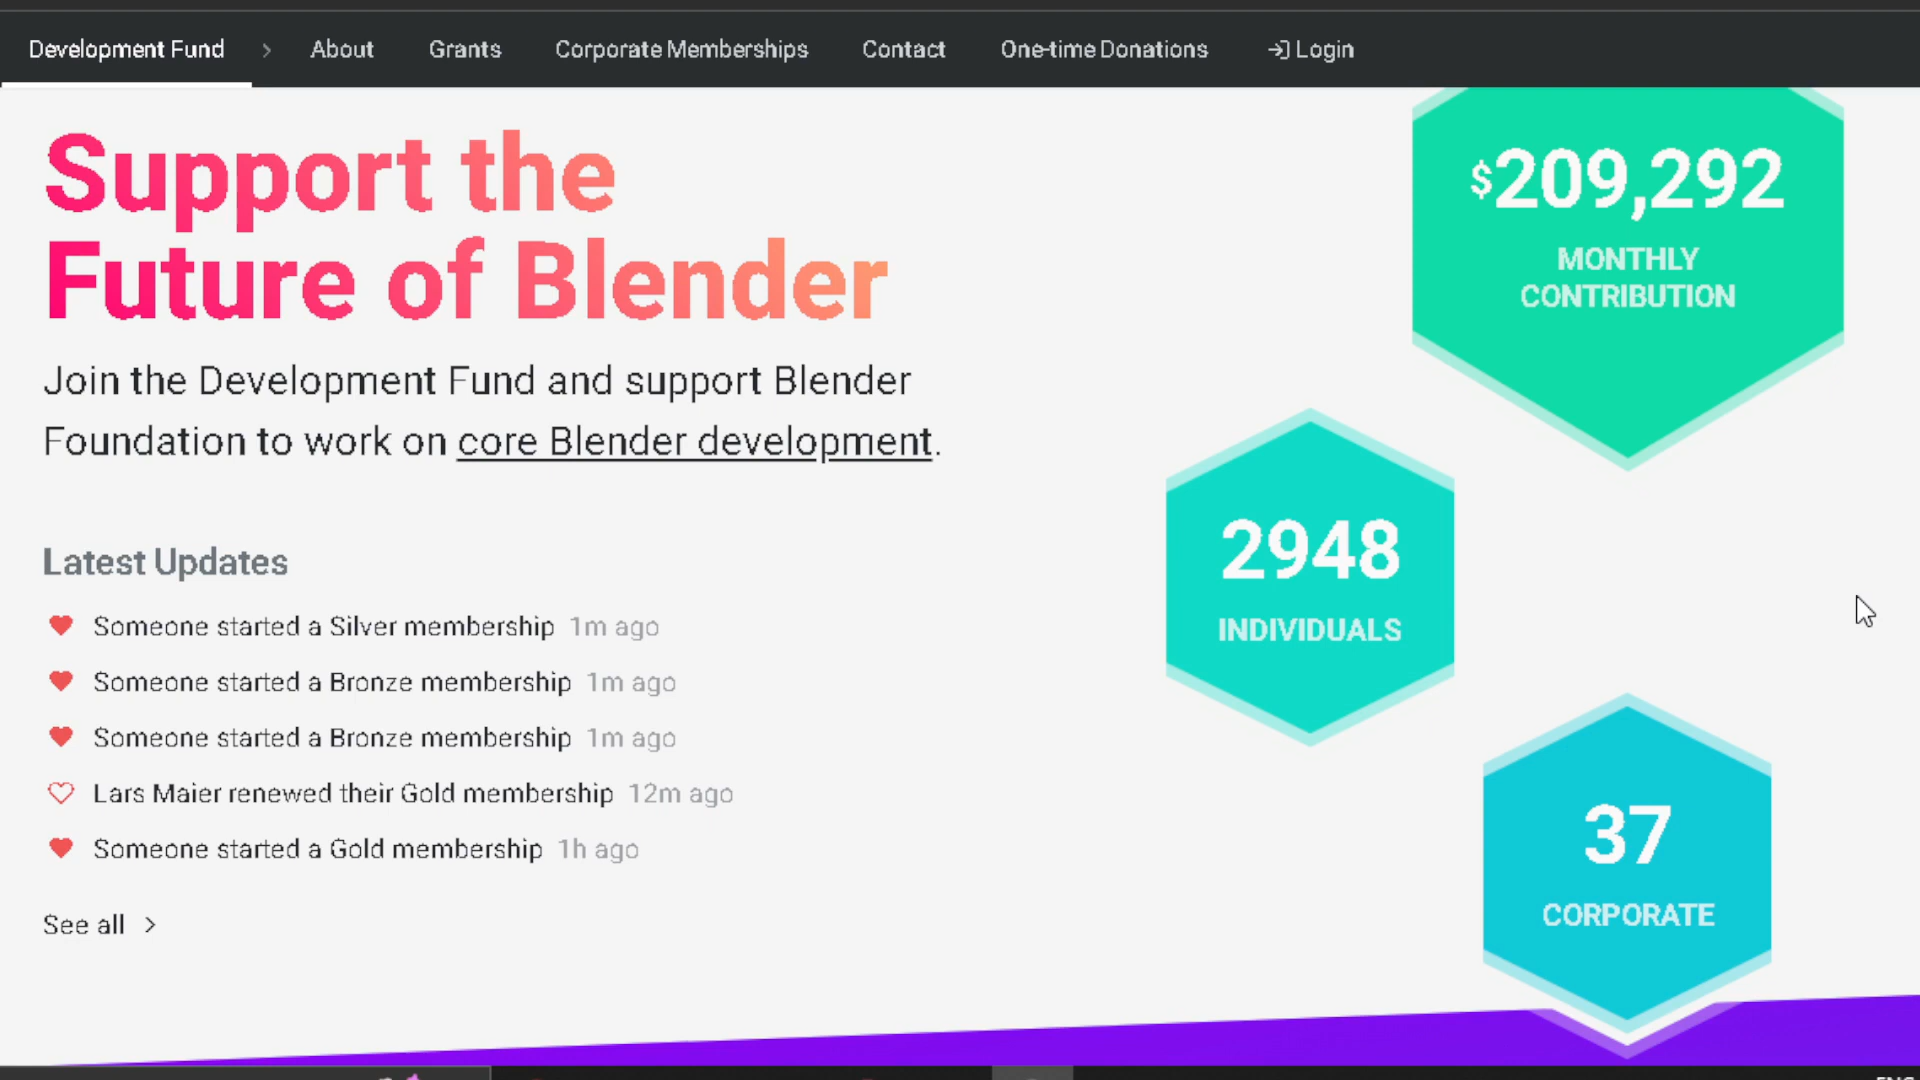 Development Fund > About Grants Corporate Memberships Contact One-time Donations Login
Support the
Future of Blender
Join the Development Fund and support Blender
Foundation to work on core Blender development.
Latest Updates
Someone started a Silver membership 1m ago
Someone started a Bronze membership 1m ago
Someone started a Bronze membership 1m ago
Lars Maier renewed their Gold membership 12m ago
Someone started a Gold membership 1h ago
See all >
$209,292
MONTHLY
CONTRIBUTION
2948
INDIVIDUALS
37
CORPORATE